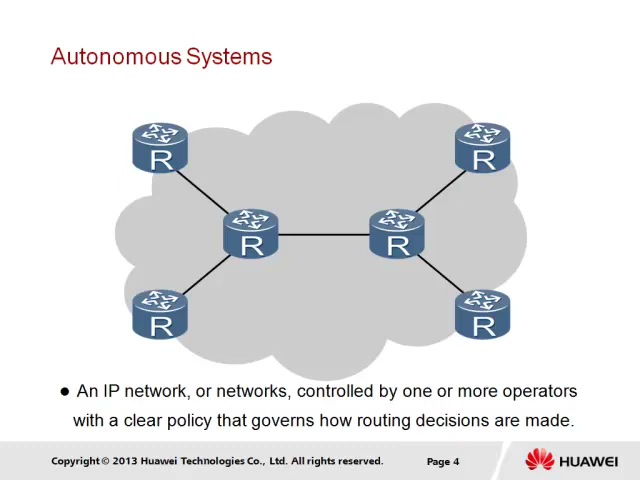 Autonomous Systems
R
R
R
R
R
R
● An IP network, or networks, controlled by one or more operators
with a clear policy that governs how routing decisions are made.
Copyright © 2013 Huawei Technologies Co., Ltd. All rights reserved.
Page 4
HUAWEI